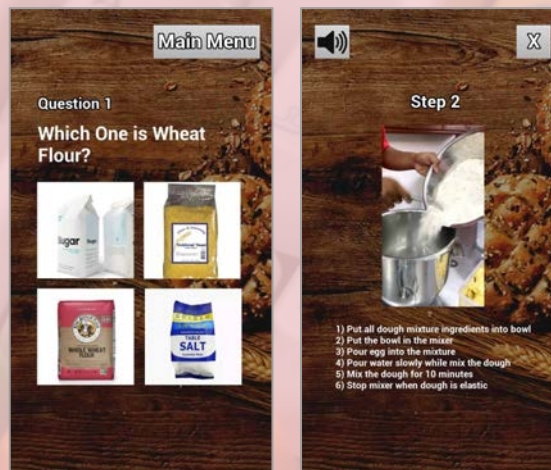 Main Menu
Question 1
Which One is Wheat
Flour?
Sugar
Sugar
WHOLE WHEAT
FLOUR
TABLE
SALT
X
Step 2
1) Put all dough mixture ingredients into bowl
2) Put the bowl in the mixer
3) Pour egg into the mixture
4) Pour water slowly while mix the dough
5) Mix the dough for 10 minutes
6) Stop mixer when dough is elastic